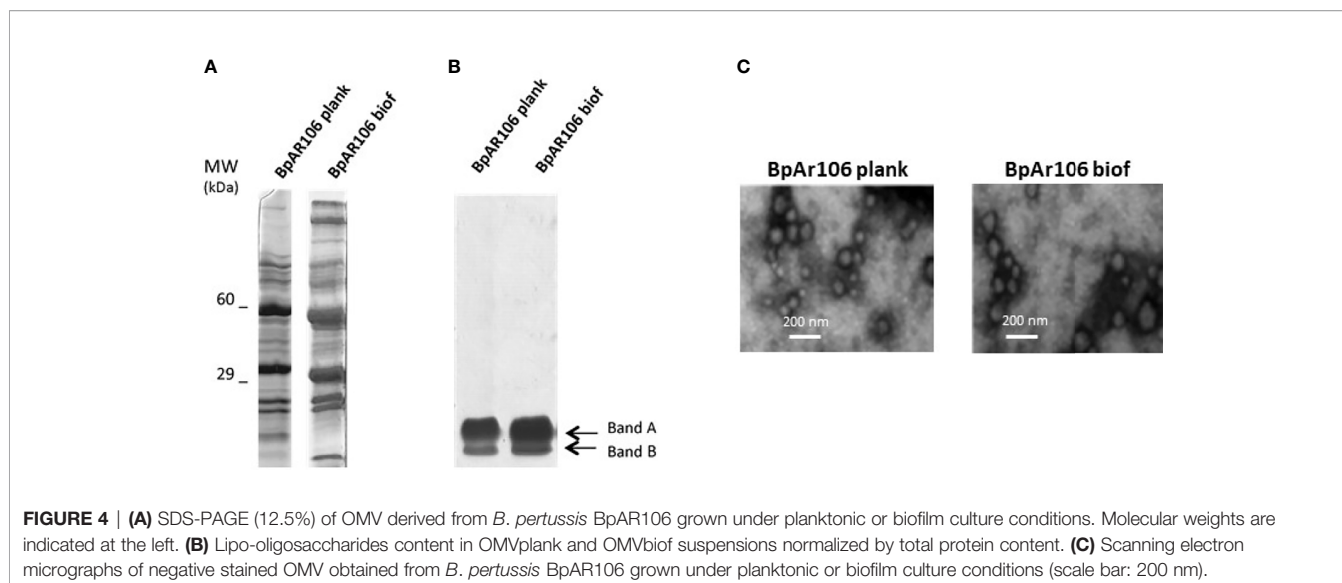 A
B
C
BpAR106 plank
BpAR106 biof
BpAR106 plank
BpAR106 biof
MW
(kDa)
60
29
Band A
Band B
BpAr106 plank
BpAr106 biof
200 nm
200 nm
FIGURE 4 | (A) SDS-PAGE (12.5%) of OMV derived from B. pertussis BpAR106 grown under planktonic or biofilm culture conditions. Molecular weights are
indicated at the left. (B) Lipo-oligosaccharides content in OMVplank and OMVbiof suspensions normalized by total protein content. (C) Scanning electron
micrographs of negative stained OMV obtained from B. pertussis BpAR106 grown under planktonic or biofilm culture conditions (scale bar: 200 nm).